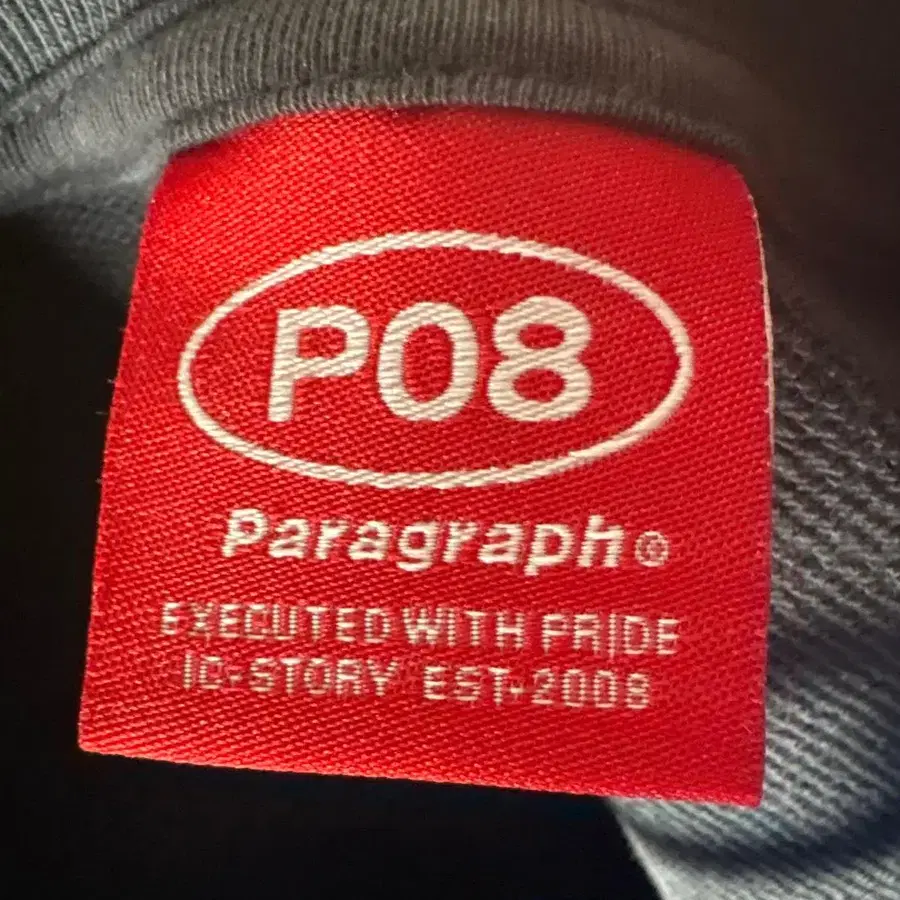 P08
Paragraph®
EXECUTED WITH PRIDE
IC-STORY EST-2008